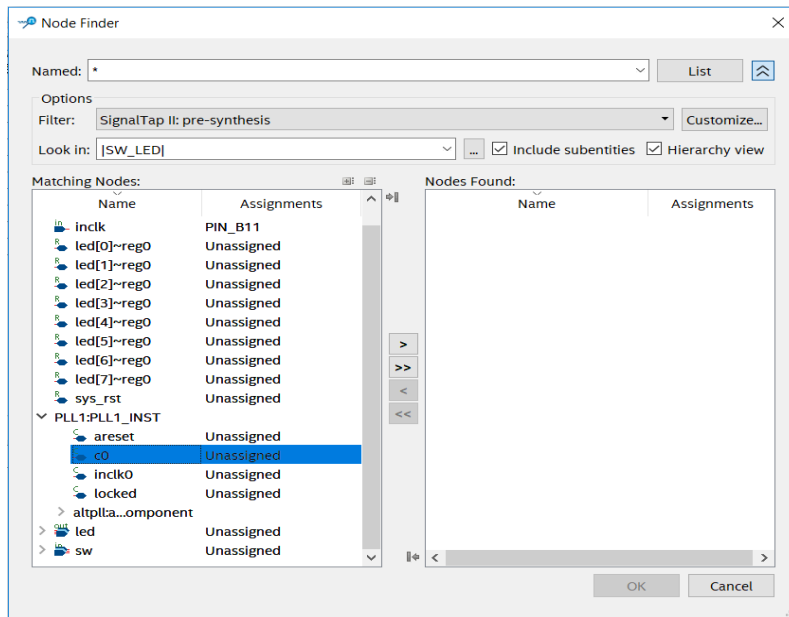 Node Finder
Named: * List
Options
Filter: SignalTap II: pre-synthesis Customize...
Look in: |SW_LED| ... Include subentities Hierarchy view
Matching Nodes: Nodes Found:
Name Assignments Name Assignments
inclk PIN_B11
led[0]~reg0 Unassigned
led[1]~reg0 Unassigned
led[2]~reg0 Unassigned
led[3]~reg0 Unassigned
led[4]~reg0 Unassigned
led[5]~reg0 Unassigned
led[6]~reg0 Unassigned
led[7]~reg0 Unassigned
sys_rst Unassigned
PLL1:PLL1_INST
areset Unassigned
c0 Unassigned
inclk0 Unassigned
locked Unassigned
altpll:a...omponent
led Unassigned
sw Unassigned
>
>>
<
<<
OK Cancel